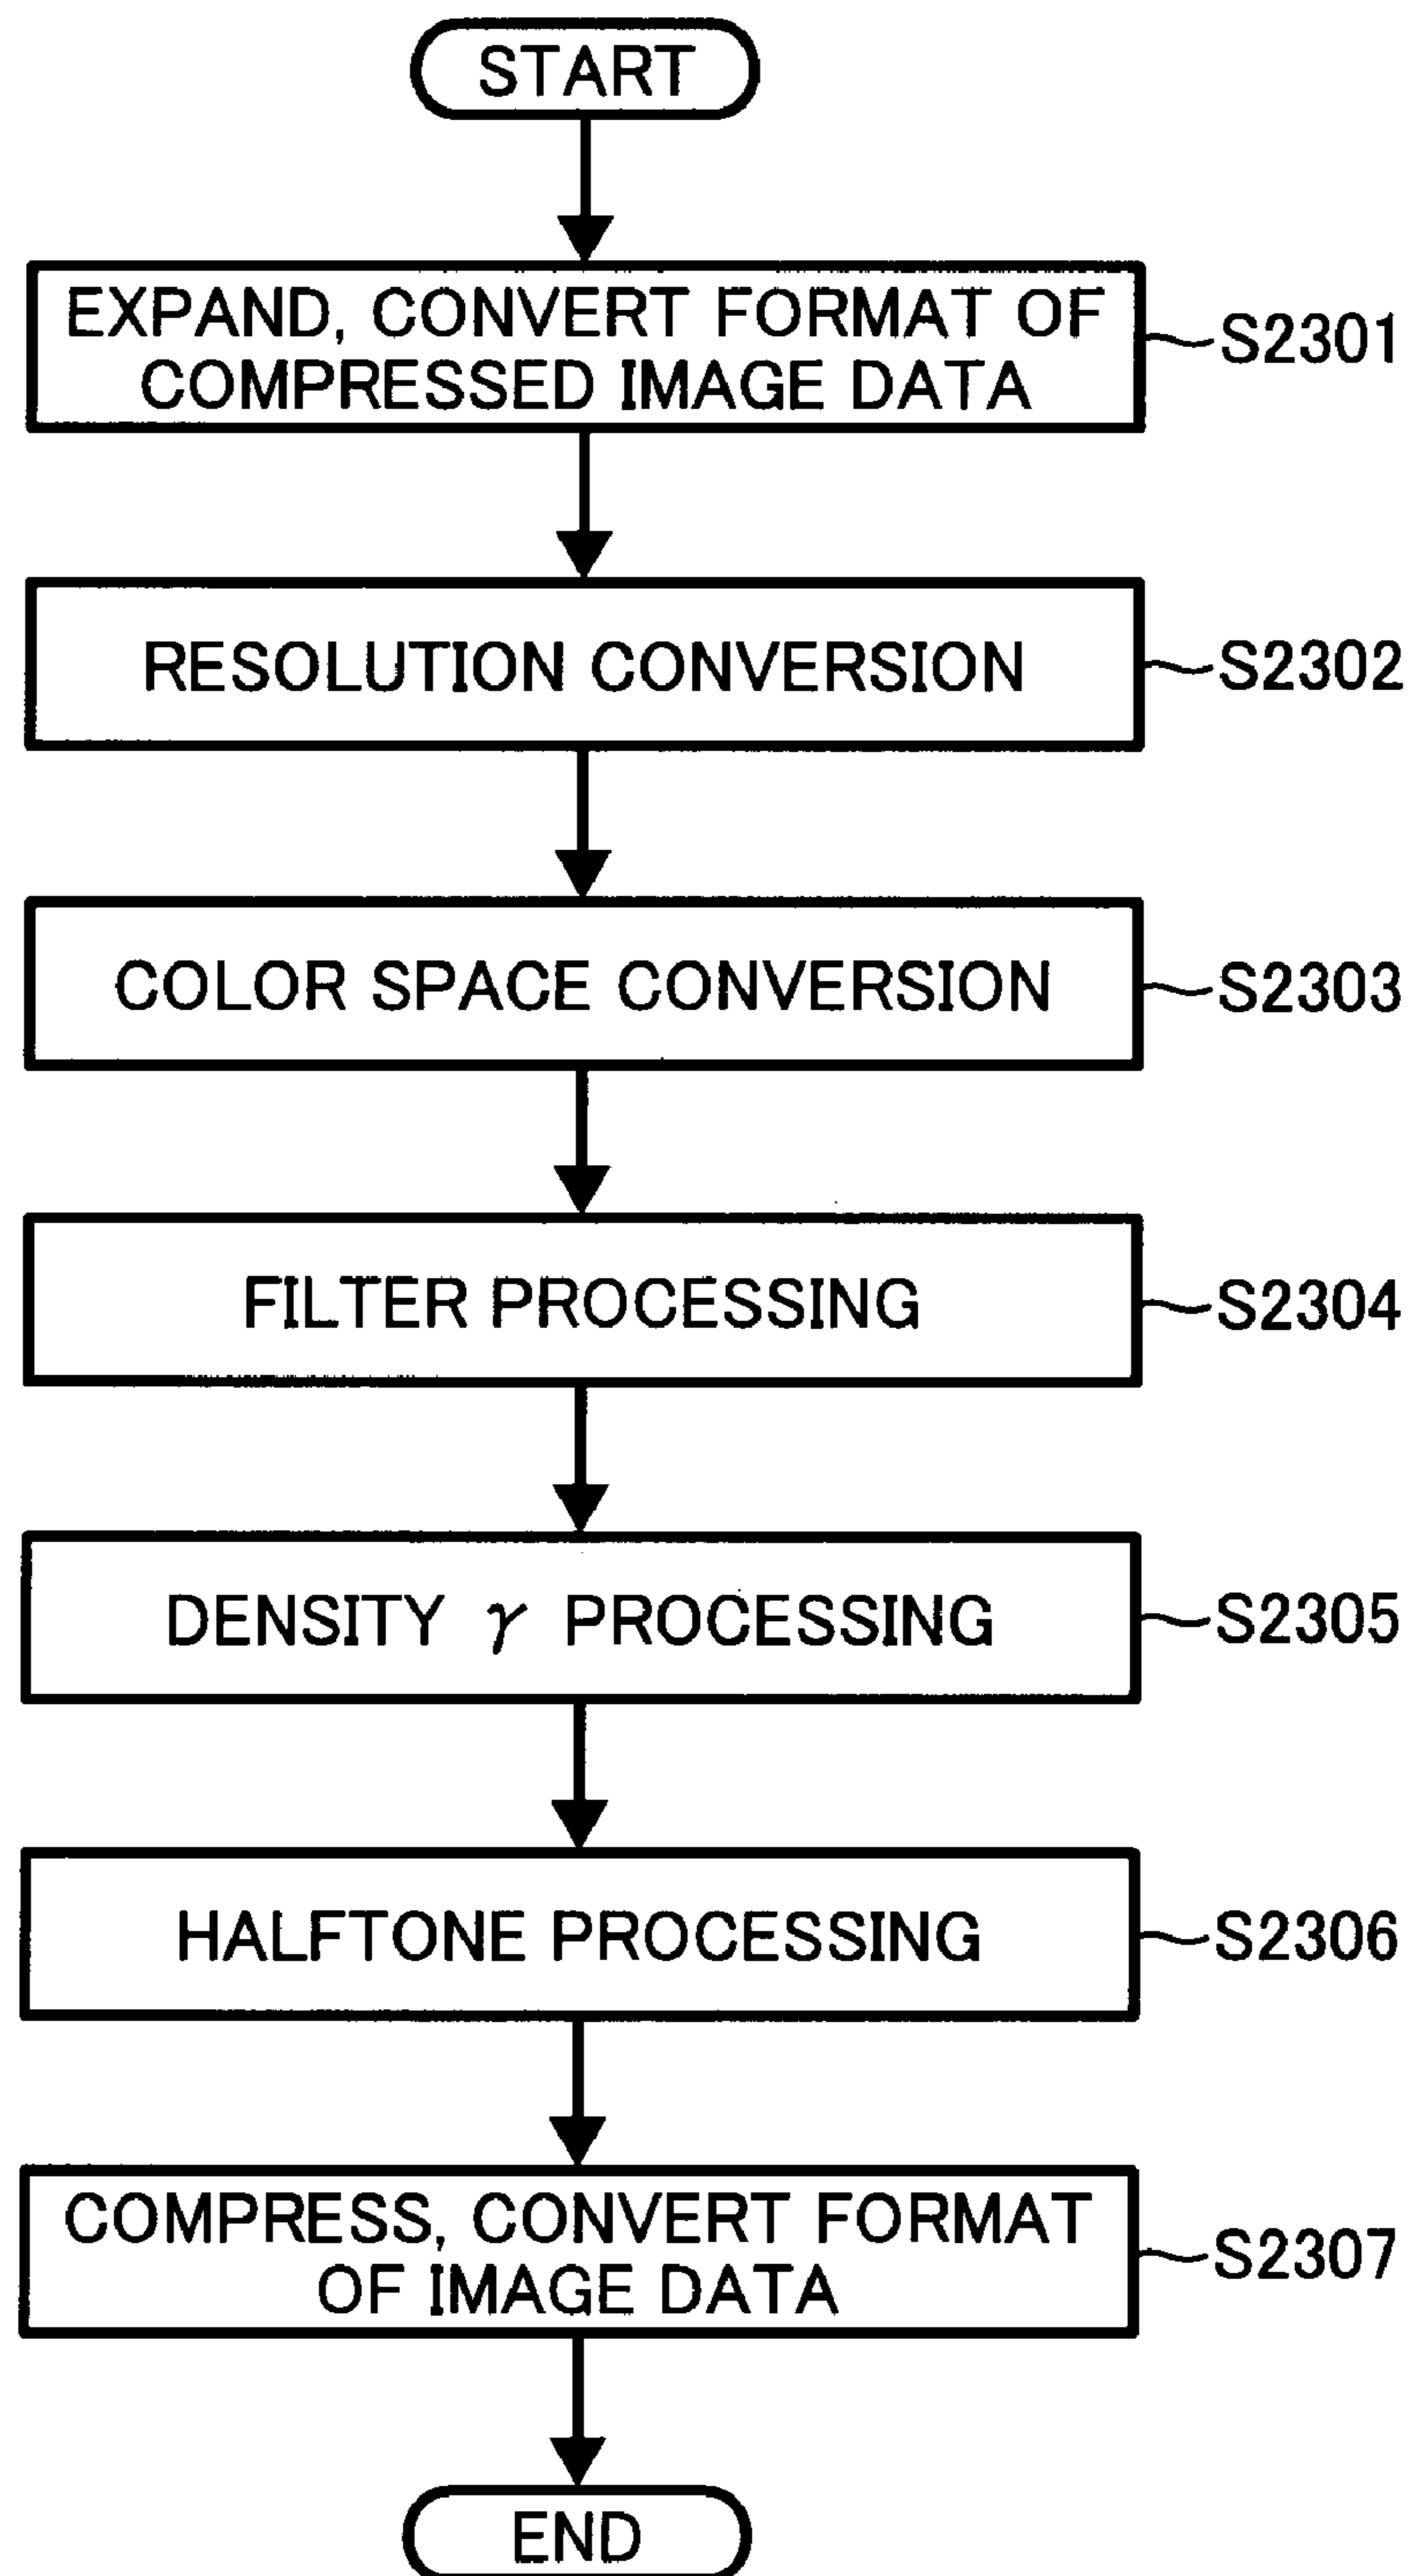 START
EXPAND, CONVERT FORMAT OF
COMPRESSED IMAGE DATA
S2301
RESOLUTION CONVERSION
S2302
COLOR SPACE CONVERSION
S2303
FILTER PROCESSING
S2304
DENSITY γ PROCESSING
S2305
HALFTONE PROCESSING
S2306
COMPRESS, CONVERT FORMAT
OF IMAGE DATA
S2307
END